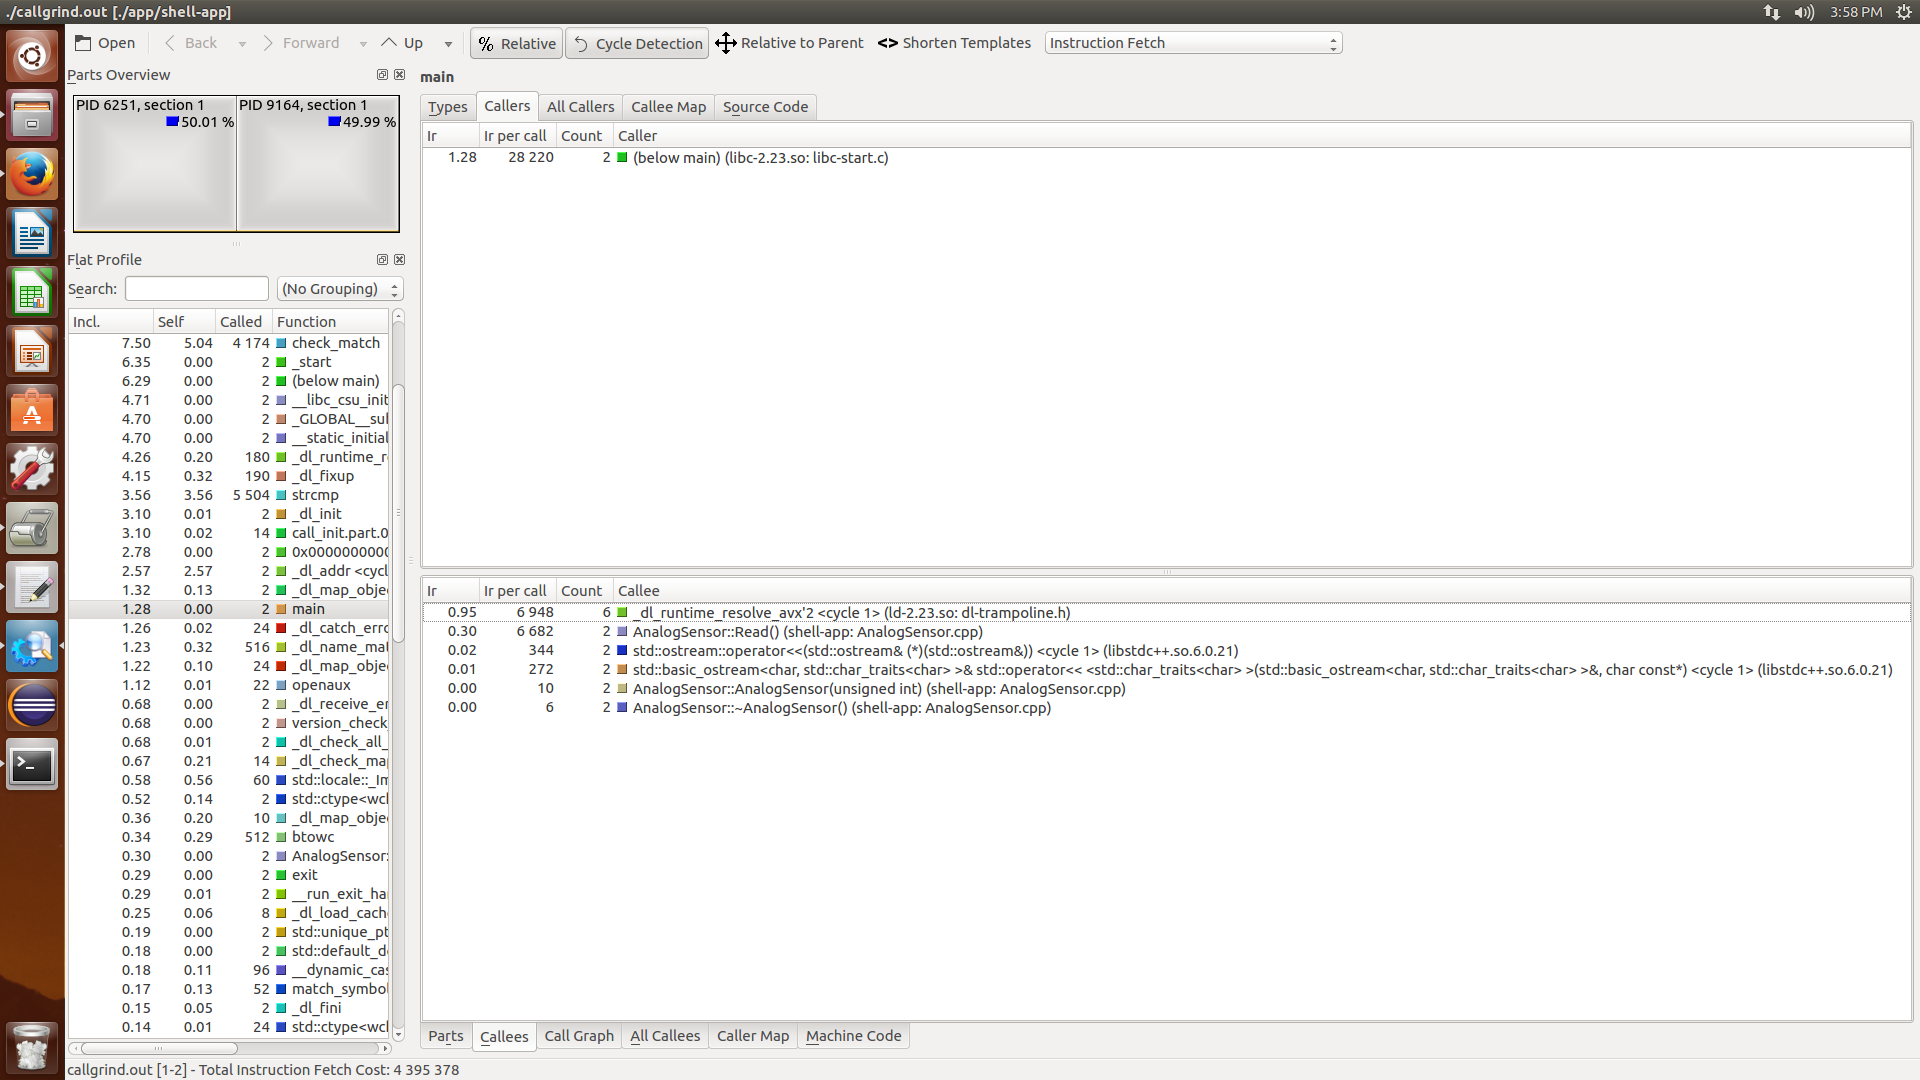 ./callgrind.out [./app/shell-app]
3:58 PM
Open
Back
Forward
Up
% Relative
Cycle Detection
Relative to Parent
<> Shorten Templates
Instruction Fetch
Parts Overview
PID 6251, section 1
50.01 %
PID 9164, section 1
49.99 %
Flat Profile
Search:
(No Grouping)
Incl. Self Called Function
7.50 5.04 4 174 check_match
6.35 0.00 2 _start
6.29 0.00 2 (below main)
4.71 0.00 2 __libc_csu_init
4.70 0.00 2 _GLOBAL__sul
4.70 0.00 2 __static_initial
4.26 0.20 180 _dl_runtime_r
4.15 0.32 190 _dl_fixup
3.56 3.56 5 504 strcmp
3.10 0.01 2 _dl_init
3.10 0.02 14 call_init.part.0
2.78 0.00 2 0x0000000000
2.57 2.57 2 _dl_addr <cycl
1.32 0.13 2 _dl_map_obje
1.28 0.00 2 main
1.26 0.02 24 _dl_catch_erro
1.23 0.32 516 _dl_name_mat
1.22 0.10 24 _dl_map_obje
1.12 0.01 22 openaux
0.68 0.00 2 _dl_receive_er
0.68 0.00 2 version_check_
0.68 0.01 2 _dl_check_all_
0.67 0.21 14 _dl_check_map
0.58 0.56 60 std::locale::_Im
0.52 0.14 2 std::ctype<wcl
0.36 0.20 10 _dl_map_obje
0.34 0.29 512 btowc
0.30 0.00 2 AnalogSensor:
0.29 0.00 2 exit
0.29 0.01 2 __run_exit_ha
0.25 0.06 8 _dl_load_cach
0.19 0.00 2 std::unique_pt
0.18 0.00 2 std::default_d
0.18 0.11 96 __dynamic_cas
0.17 0.13 52 match_symbol
0.15 0.05 2 _dl_fini
0.14 0.01 24 std::ctype<wcl
main
Types
Callers
All Callers
Callee Map
Source Code
Ir Ir per call Count Caller
1.28 28 220 2 (below main) (libc-2.23.so: libc-start.c)
Ir Ir per call Count Callee
0.95 6 948 6 _dl_runtime_resolve_avx'2 <cycle 1> (ld-2.23.so: dl-trampoline.h)
0.30 6 682 2 AnalogSensor::Read() (shell-app: AnalogSensor.cpp)
0.02 344 2 std::ostream::operator<<(std::ostream& (*)(std::ostream&)) <cycle 1> (libstdc++.so.6.0.21)
0.01 272 2 std::basic_ostream<char, std::char_traits<char> >& std::operator<< <std::char_traits<char> >(std::basic_ostream<char, std::char_traits<char> >&, char const*) <cycle 1> (libstdc++.so.6.0.21)
0.00 10 2 AnalogSensor::AnalogSensor(unsigned int) (shell-app: AnalogSensor.cpp)
0.00 6 2 AnalogSensor::~AnalogSensor() (shell-app: AnalogSensor.cpp)
Parts
Callees
Call Graph
All Callees
Caller Map
Machine Code
callgrind.out [1-2] - Total Instruction Fetch Cost: 4 395 378